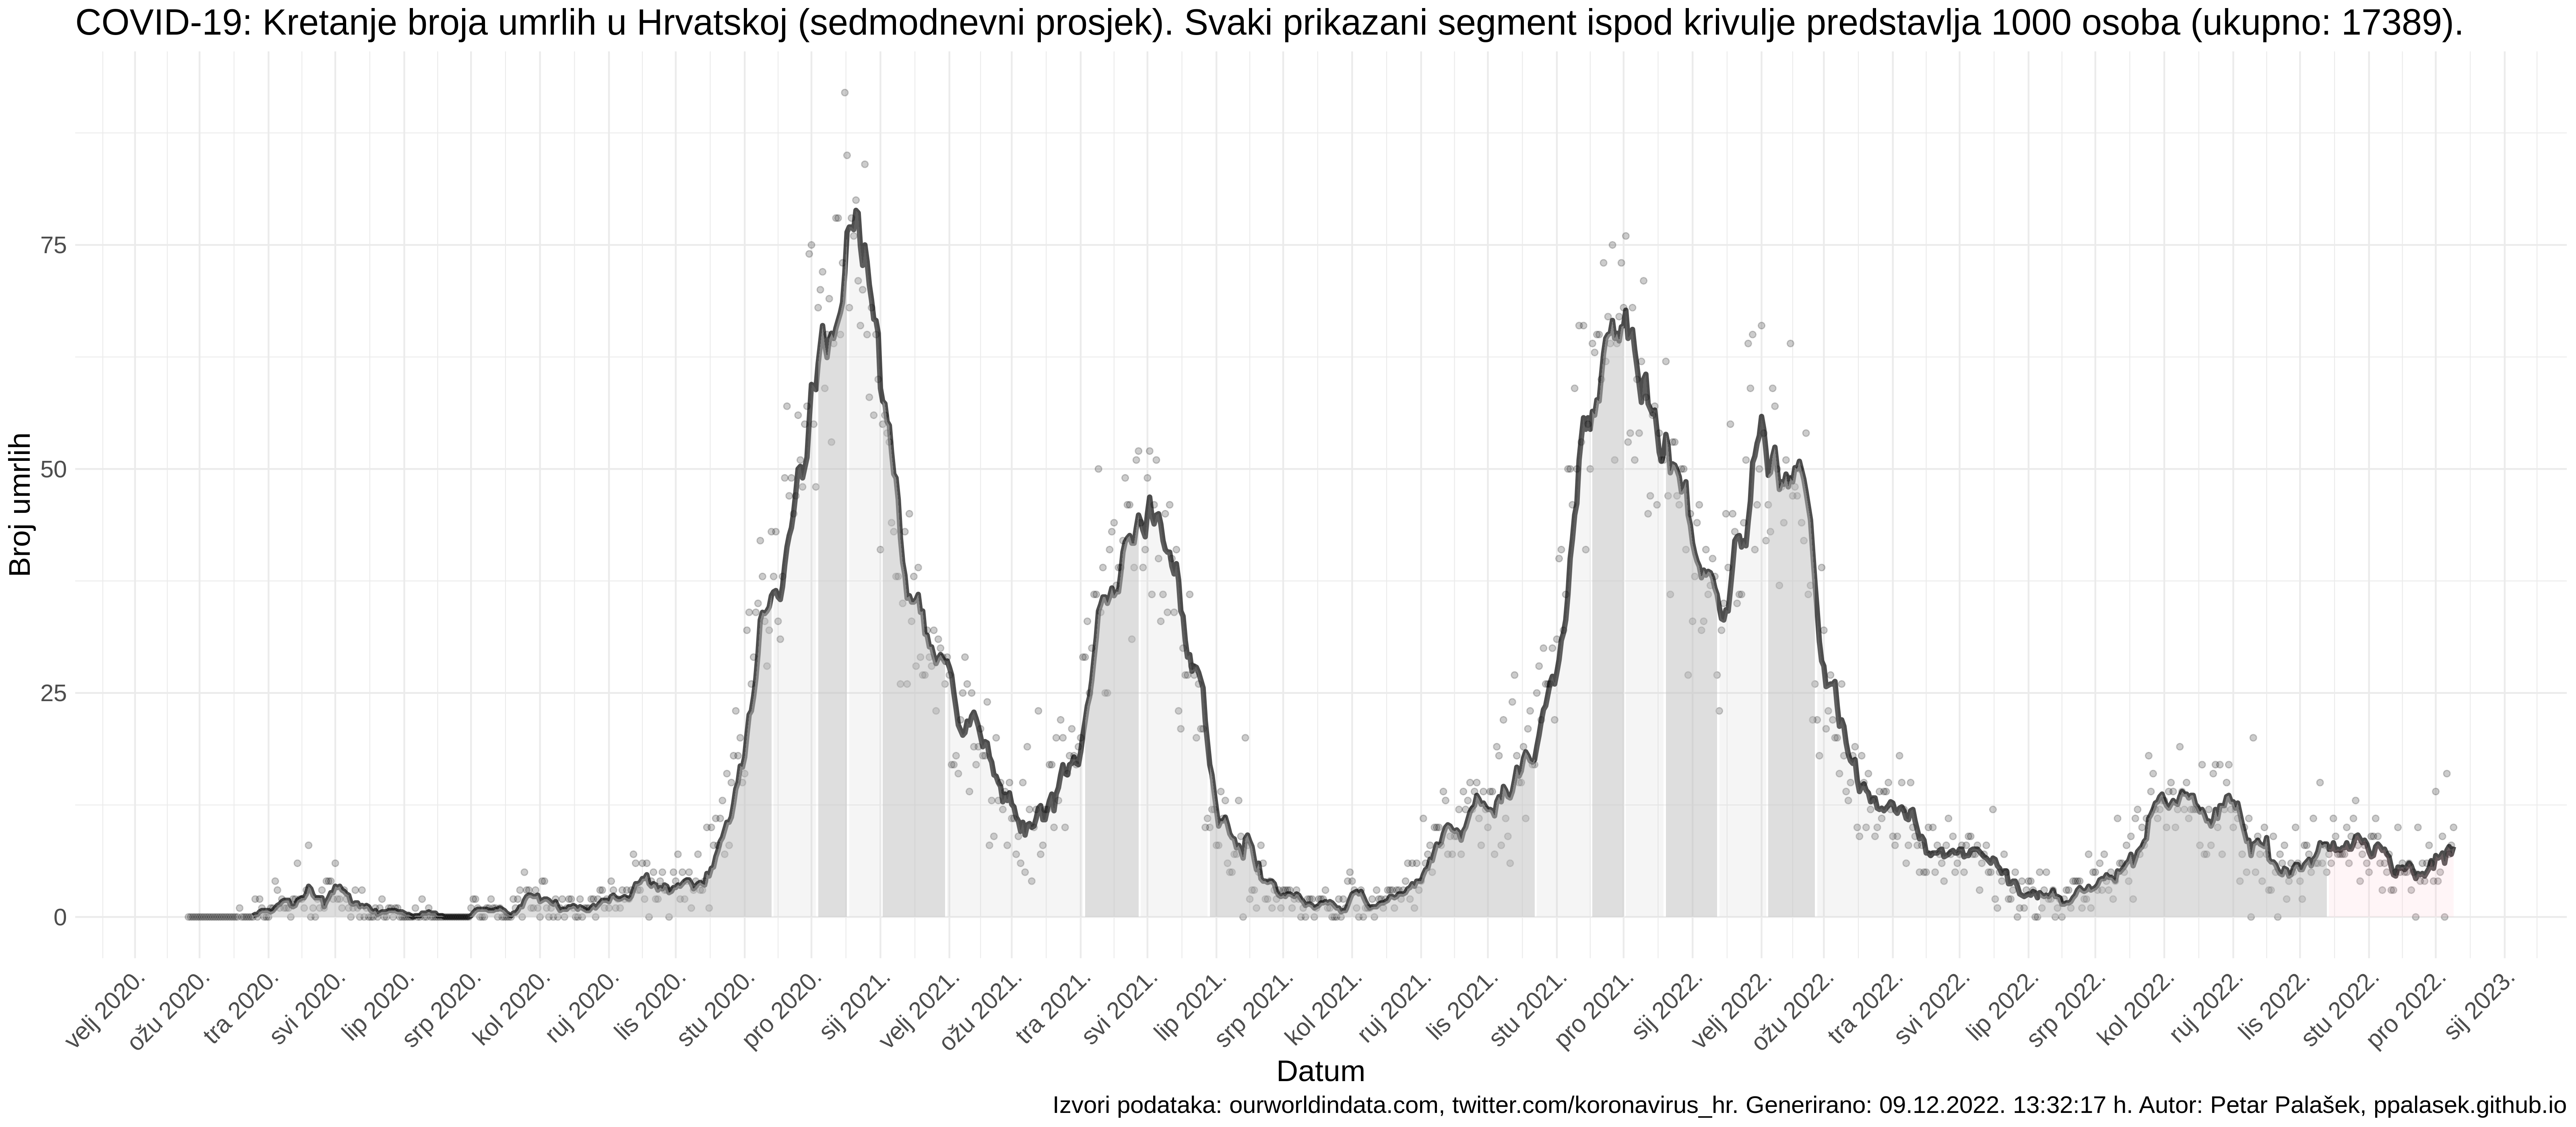 COVID-19: Kretanje broja umrlih u Hrvatskoj (sedmodnevni prosjek). Svaki prikazani segment ispod krivulje predstavlja 1000 osoba (ukupno: 17389).
Broj umrlih
75
50
25
0
velj 2020.
ožu 2020.
tra 2020.
svi 2020.
lip 2020.
srp 2020.
kol 2020.
ruj 2020.
lis 2020.
stu 2020.
pro 2020.
sij 2021.
velj 2021.
ožu 2021.
tra 2021.
svi 2021.
lip 2021.
srp 2021.
kol 2021.
ruj 2021.
lis 2021.
stu 2021.
pro 2021.
sij 2022.
velj 2022.
ožu 2022.
tra 2022.
svi 2022.
lip 2022.
srp 2022.
kol 2022.
ruj 2022.
lis 2022.
stu 2022.
pro 2022.
sij 2023.
Datum
Izvori podataka: ourworldindata.com, twitter.com/koronavirus_hr. Generirano: 09.12.2022. 13:32:17 h. Autor: Petar Palašek, ppalasek.github.io